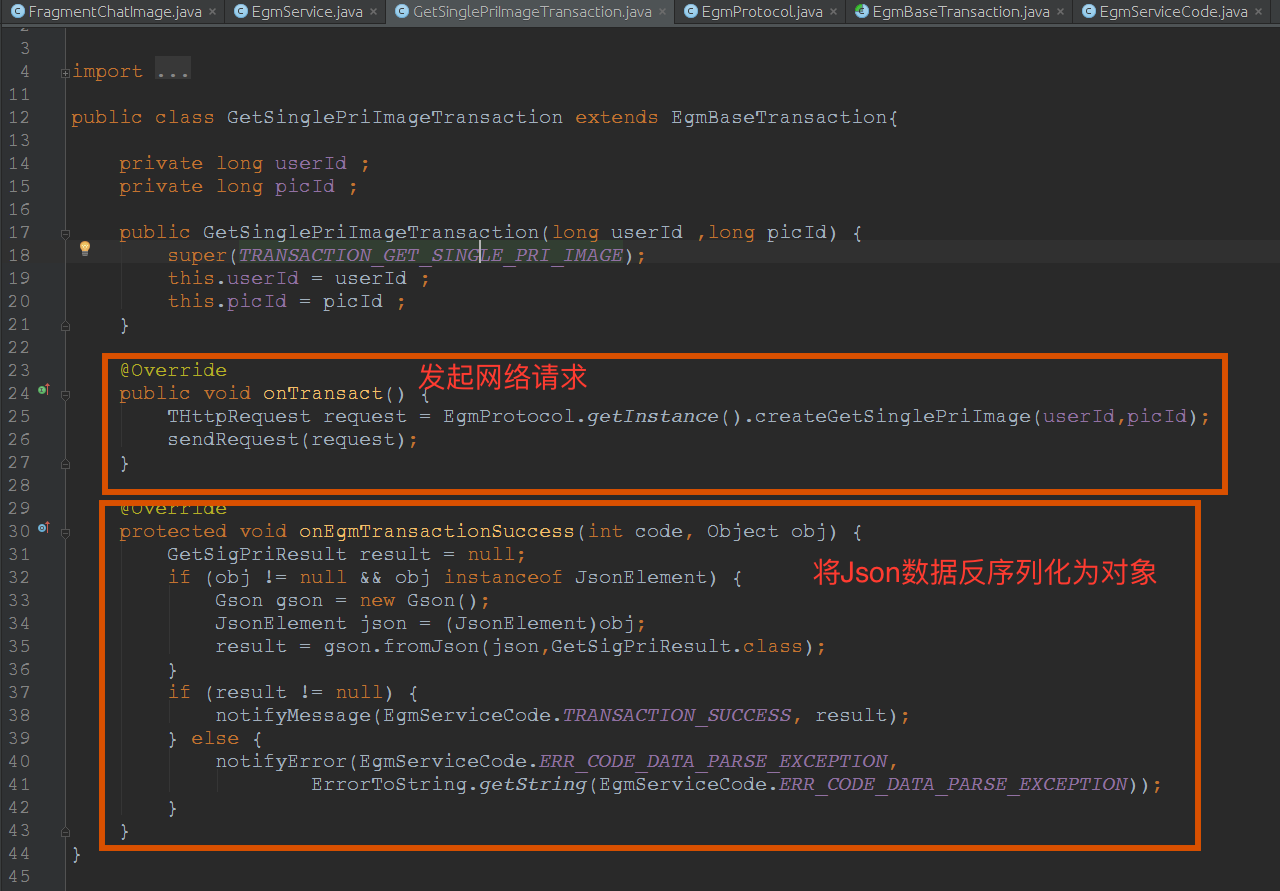 FragmentChatImage.java × EgmService.java × GetSinglePriImageTransaction.java × EgmProtocol.java × EgmBaseTransaction.java × EgmServiceCode.java ×
3
4 import ...
11
12 public class GetSinglePriImageTransaction extends EgmBaseTransaction{
13
14 private long userId ;
15 private long picId ;
16
17 public GetSinglePriImageTransaction(long userId ,long picId) {
18 super(TRANSACTION_GET_SINGLE_PRI_IMAGE);
19 this.userId = userId ;
20 this.picId = picId ;
21 }
22
23 @Override
发起网络请求
24 public void onTransact() {
25 THttpRequest request = EgmProtocol.getInstance().createGetSinglePriImage(userId,picId);
26 sendRequest(request);
27 }
28
29 @Override
30 protected void onEgmTransactionSuccess(int code, Object obj) {
31 GetSigPriResult result = null;
将Json数据反序列化为对象
32 if (obj != null && obj instanceof JsonElement) {
33 Gson gson = new Gson();
34 JsonElement json = (JsonElement)obj;
35 result = gson.fromJson(json,GetSigPriResult.class);
36 }
37 if (result != null) {
38 notifyMessage(EgmServiceCode.TRANSACTION_SUCCESS, result);
39 } else {
40 notifyError(EgmServiceCode.ERR_CODE_DATA_PARSE_EXCEPTION,
41 ErrorToString.getString(EgmServiceCode.ERR_CODE_DATA_PARSE_EXCEPTION));
42 }
43 }
44 }
45